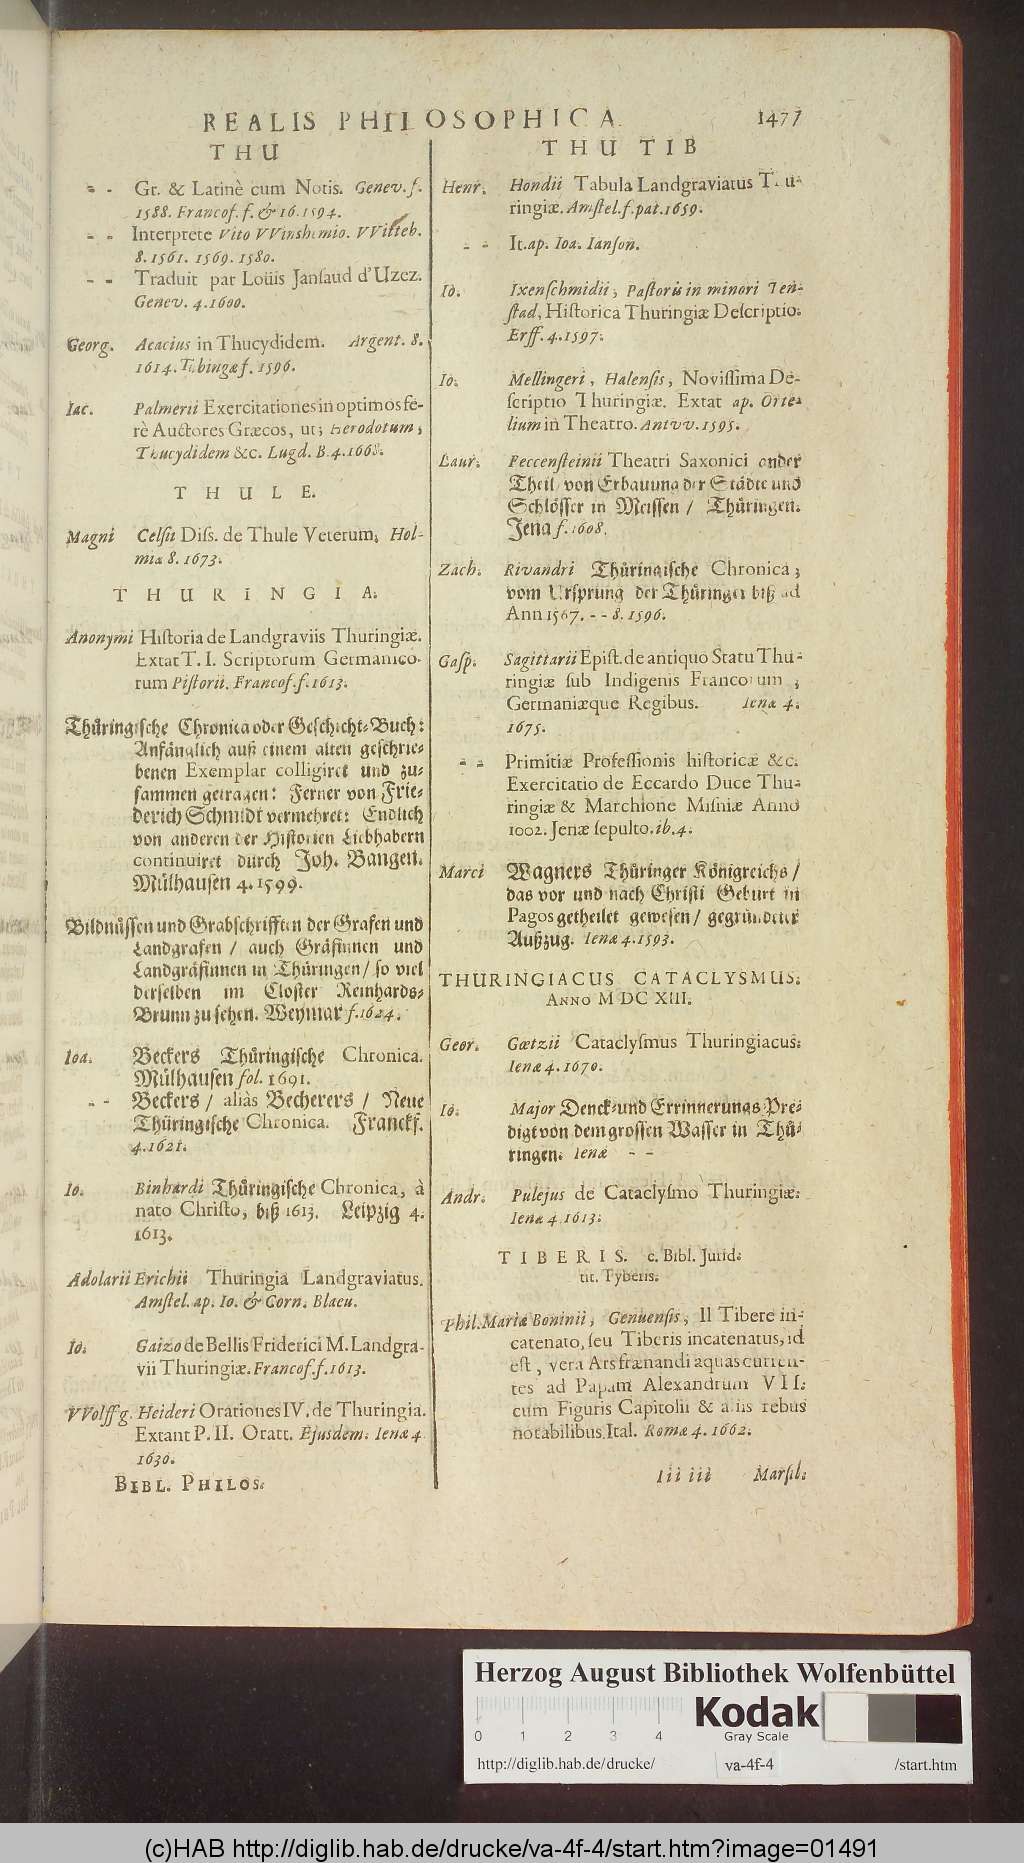 REALIS PHILOSOPHICA. 1477
THU
- - Gr. & Latinè cum Notis. Genev. f.
1588. Francof. f. & 16. 1594.
- - Interprete Vito VVinshemio. VVitteb.
8. 1561. 1569. 1580.
- - Traduit par Loüis Janſaud d'Uzez.
Genev. 4. 1600.
Georg. Acacius in Thucydidem. Argent. 8.
1614. Tubingæ f. 1596.
Iac. Palmerii Exercitationes in optimos fe-
rè Auctores Græcos, ut; Herodotum,
Thucydidem &c. Lugd. B. 4. 1668.
THULE.
Magni Celſii Diſſ. de Thule Veterum. Hol-
miæ 8. 1673.
THURINGIA.
Anonymi Hiſtoria de Landgraviis Thuringiæ.
Extat T. I. Scriptorum Germanico-
rum Piſtorii. Francof. f. 1613.
Thüringiſche Chronica oder Geſchicht-Buch:
Anfänglich auß einem alten geſchrie-
benen Exemplar colligiret und zu-
ſammen getragen: Ferner von Frie-
derich Schmidt vermehret: Endlich
von anderen der Hiſtorien Liebhabern
continuiret durch Joh. Bangen.
Mülhauſen 4. 1599.
Bildnüſſen und Grabſchrifften der Grafen und
Landgrafen / auch Gräfinnen und
Landgräfinnen in Thüringen / ſo viel
derſelben im Cloſter Reinhards-
Brunn zu ſehen. Weymar f. 1624.
Ioa. Beckers Thüringiſche Chronica.
Mülhauſen fol. 1691.
- - Beckers / aliàs Becherers / Neue
Thüringiſche Chronica. Franckf.
4. 1621.
Io. Binhardi Thüringiſche Chronica, à
nato Chriſto, biß 1613. Leipzig 4.
1613.
Adolarii Erichii Thuringia Landgraviatus.
Amſtel. ap. Io. & Corn. Blaeu.
Io. Gaizo de Bellis Friderici M. Landgra-
vii Thuringiæ. Francof. f. 1613.
VVolffg. Heideri Orationes IV. de Thuringia.
Extant P. II. Oratt. Ejusdem. Ienæ 4
1630.
BIBL. PHILOS.
THU TIB
Henr. Hondii Tabula Landgraviatus Thu-
ringiæ. Amſtel. f. pat. 1659.
- - It. ap. Ioa. Ianſon.
Io. Ixenſchmidii, Paſtoris in minori Jen-
ſtad, Hiſtorica Thuringiæ Deſcriptio.
Erff. 4. 1597.
Io. Mellingeri, Halenſis, Noviſſima De-
ſcriptio Thuringiæ. Extat ap. Orte-
lium in Theatro. Antvv. 1595.
Laur. Peccenſteinii Theatri Saxonici ander
Theil / von Erbauung der Städte und
Schlöſſer in Meiſſen / Thüringen.
Jena f. 1608.
Zach. Rivandri Thüringiſche Chronica,
vom Urſprung der Thüringer biß ad
Ann 1567. - - 8. 1596.
Caſp. Sagittarii Epiſt. de antiquo Statu Thu-
ringiæ ſub Indigenis Francorum,
Germaniæque Regibus. Ienæ 4.
1675.
- - Primitiæ Profeſſionis hiſtoricæ &c.
Exercitatio de Eccardo Duce Thu-
ringiæ & Marchione Miſniæ Anno
1002. Jenæ ſepulto. ib. 4.
Marci Wagners Thüringer Königreichs /
das vor und nach Chriſti Geburt in
Pagos getheilet geweſen / gegründeter
Außzug. Ienæ 4. 1593.
THURINGIACUS CATACLYSMUS.
ANNO M DC XIII.
Geor. Gœtzii Cataclyſmus Thuringiacus.
Ienæ 4. 1670.
Io. Major Denck- und Errinnerungs-Pre-
digt von dem groſſen Waſſer in Thü-
ringen. Ienæ - -
Andr. Pulejus de Cataclyſmo Thuringiæ.
Ienæ 4. 1613.
TIBERIS. c. Bibl. Jurid.
tit. Tyberis.
Phil. Mariæ Boninii, Genuenſis, Il Tibere in-
catenato, ſeu Tiberis incatenatus, id
eſt, vera Ars frænandi aquas curren-
tes ad Papam Alexandrum VII.
cum Figuris Capitolii & aliis rebus
notabilibus. Ital. Romæ 4. 1662.
Iii iii Marſil.
Herzog August Bibliothek Wolfenbüttel
0 1 2 3 4
Kodak
Gray Scale
http://diglib.hab.de/drucke/ va-4f-4 /start.htm
(c)HAB http://diglib.hab.de/drucke/va-4f-4/start.htm?image=01491